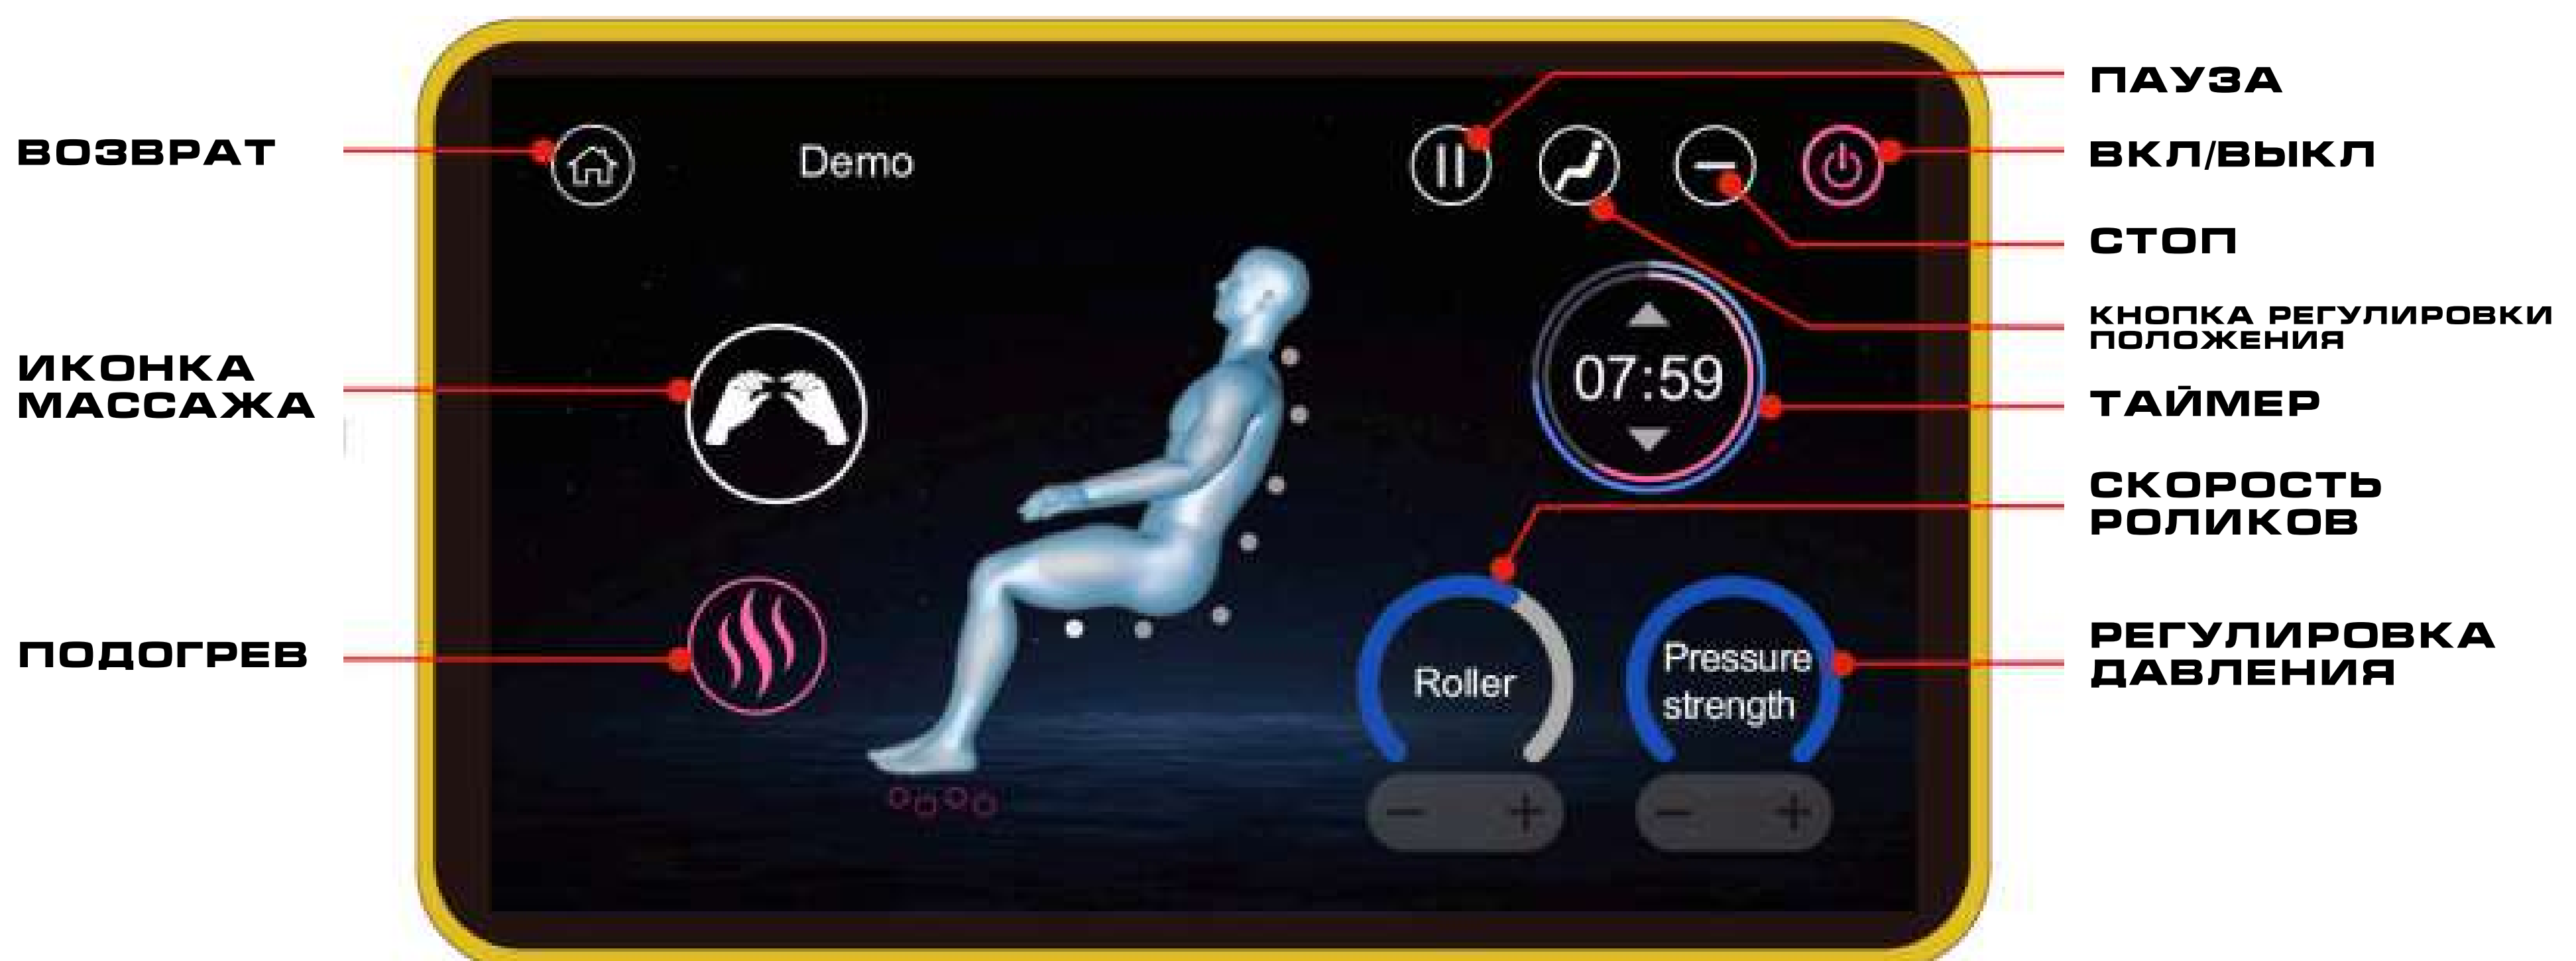 ВОЗВРАТ
ИКОНКА
МАССАЖА
ПОДОГРЕВ
Demo
07:59
Roller
Pressure
strength
ПАУЗА
ВКЛ/ВЫКЛ
СТОП
КНОПКА РЕГУЛИРОВКИ
ПОЛОЖЕНИЯ
ТАЙМЕР
СКОРОСТЬ
РОЛИКОВ
РЕГУЛИРОВКА
ДАВЛЕНИЯ